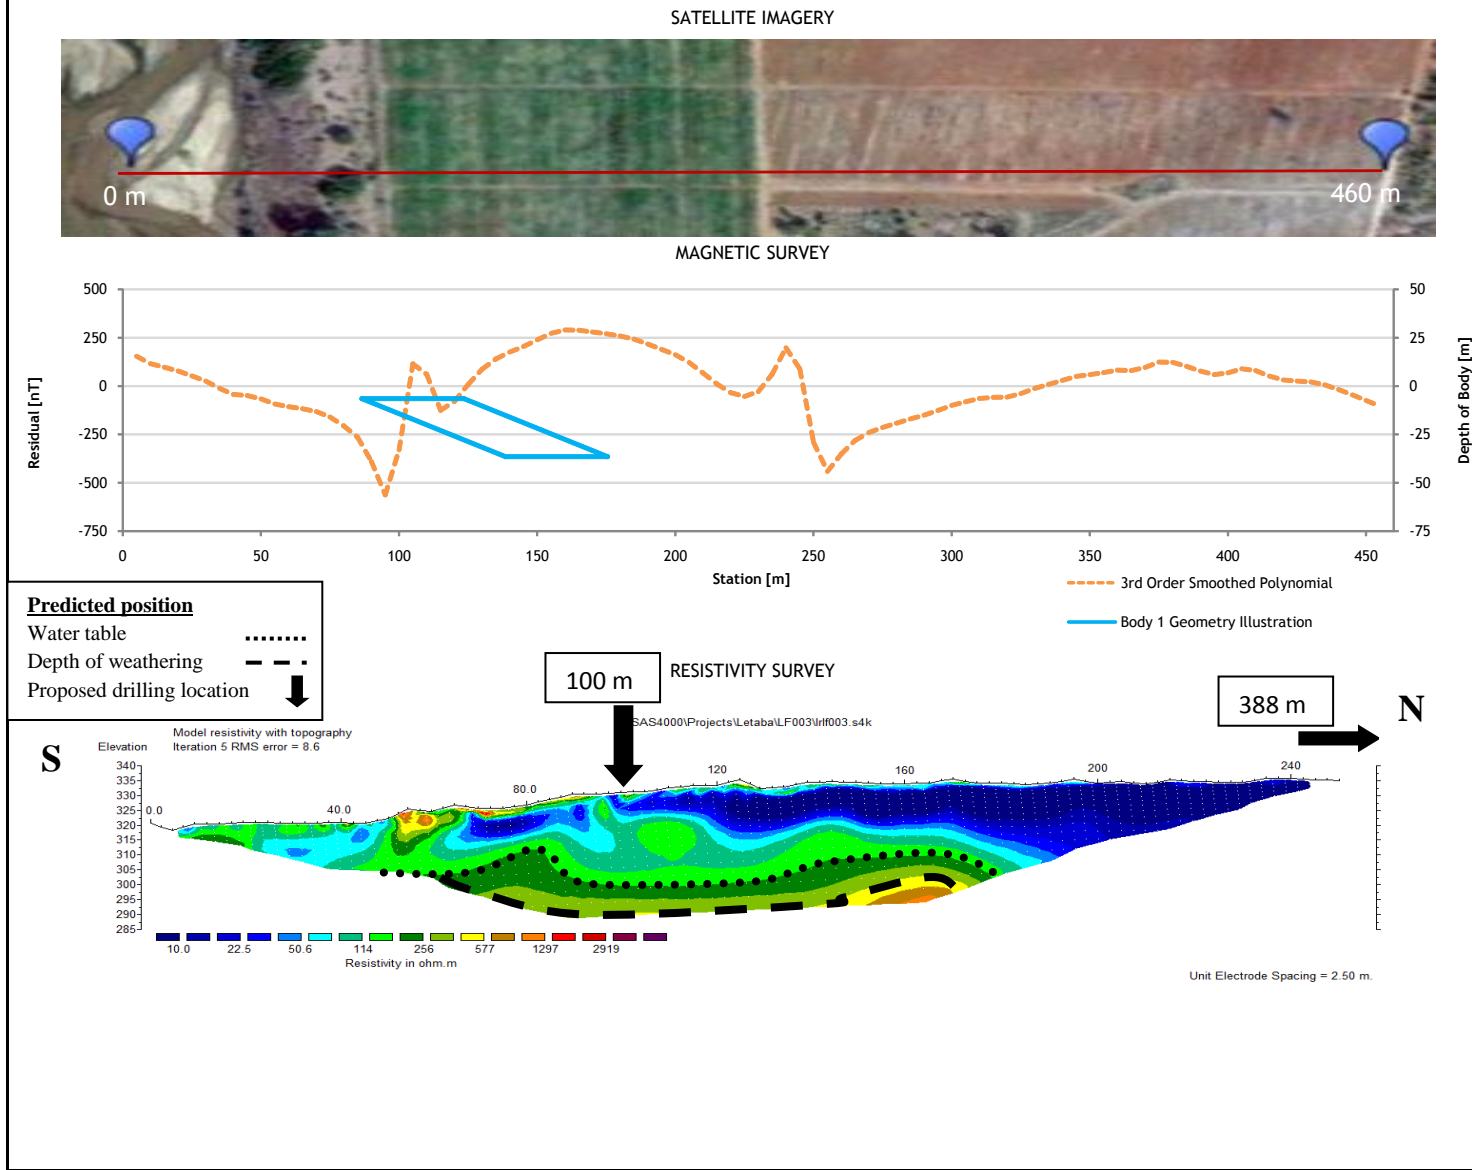 SATELLITE IMAGERY
0 m
460 m
MAGNETIC SURVEY
500
250
0
-250
-500
-750
Residual [nT]
50
25
0
-25
-50
-75
Depth of Body [m]
0 50 100 150 200 250 300 350 400 450
Station [m]
3rd Order Smoothed Polynomial
Body 1 Geometry Illustration
Predicted position
Water table
Depth of weathering
Proposed drilling location
100 m
RESISTIVITY SURVEY
388 m
N
S
SAS4000\Projects\Letaba\LF003\lrlf003.s4k
Model resistivity with topography
Elevation
Iteration 5 RMS error = 8.6
340
335
330
325
320
315
310
305
300
295
290
285
0.0
40.0
80.0
120
160
200
240
10.0 22.5 50.6 114 256 577 1297 2919
Resistivity in ohm.m
Unit Electrode Spacing = 2.50 m.